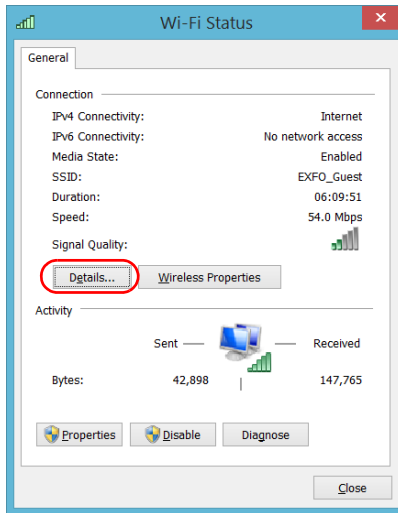 Wi-Fi Status
General
Connection
IPv4 Connectivity: Internet
IPv6 Connectivity: No network access
Media State: Enabled
SSID: EXFO_Guest
Duration: 06:09:51
Speed: 54.0 Mbps
Signal Quality:
Details... Wireless Properties
Activity
Sent Received
Bytes: 42,898 147,765
Properties Disable Diagnose
Close